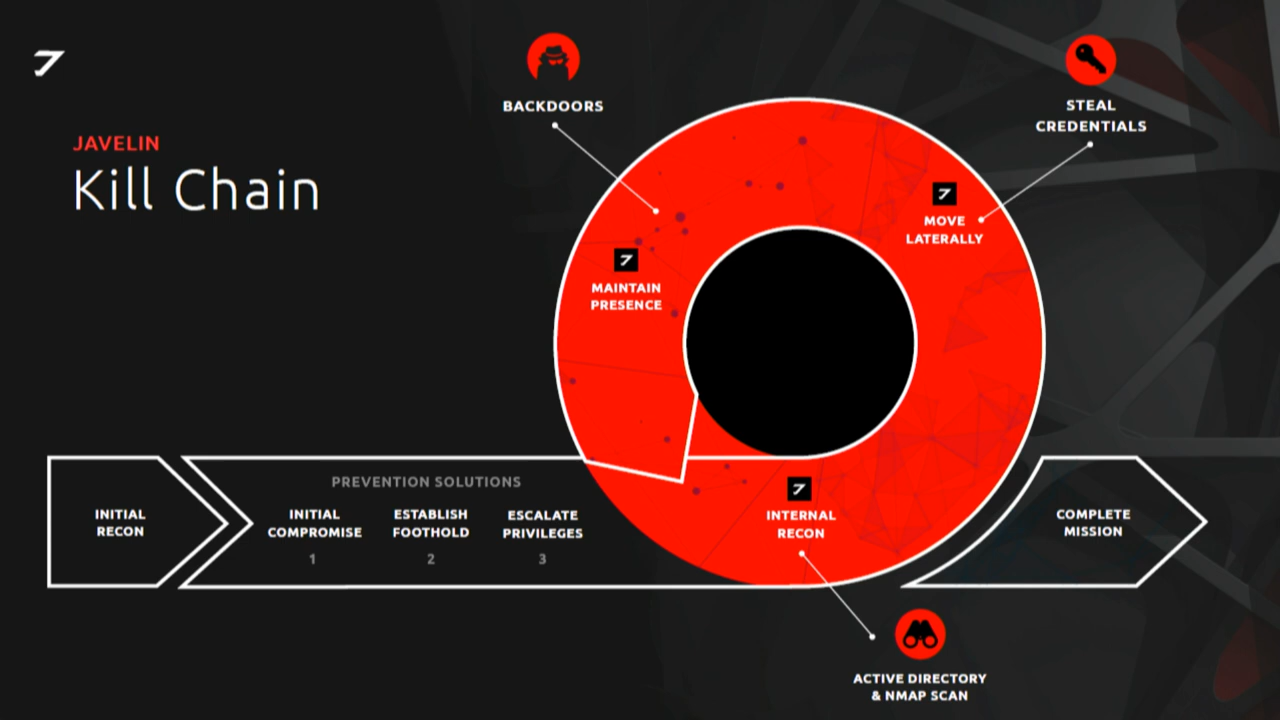 JAVELIN
Kill Chain
BACKDOORS
STEAL
CREDENTIALS
MOVE
LATERALLY
MAINTAIN
PRESENCE
INITIAL
RECON
PREVENTION SOLUTIONS
INITIAL
COMPROMISE
1
ESTABLISH
FOOTHOLD
2
ESCALATE
PRIVILEGES
3
INTERNAL
RECON
COMPLETE
MISSION
ACTIVE DIRECTORY
& NMAP SCAN